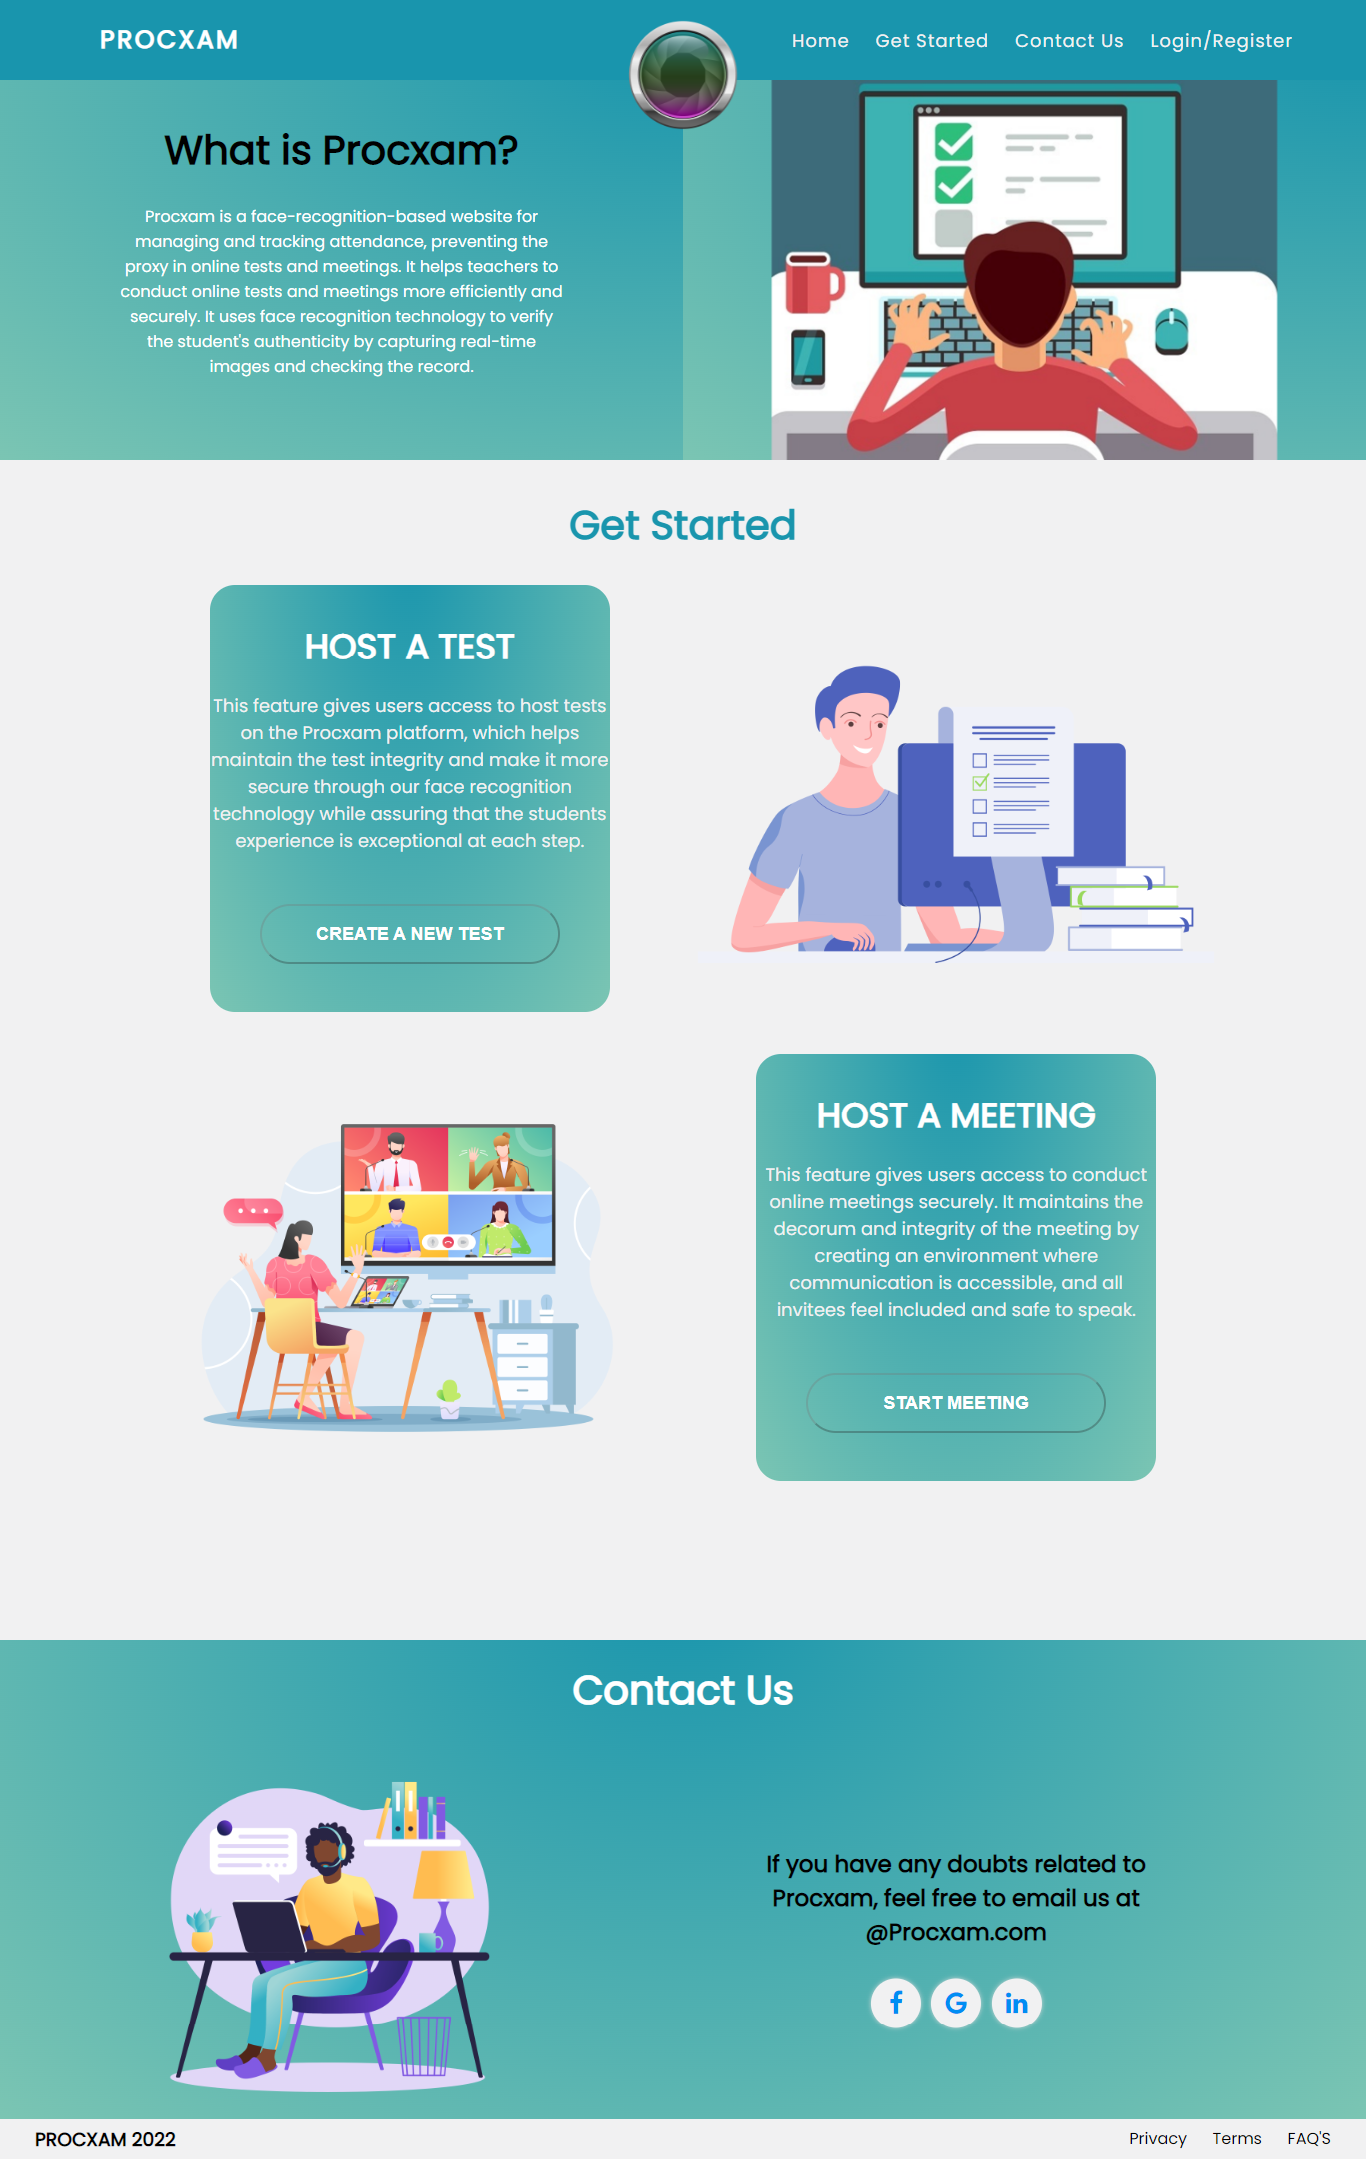 PROCXAM
Home Get Started Contact Us Login/Register
What is Procxam?
Procxam is a face-recognition-based website for
managing and tracking attendance, preventing the
proxy in online tests and meetings. It helps teachers to
conduct online tests and meetings more efficiently and
securely. It uses face recognition technology to verify
the student's authenticity by capturing real-time
images and checking the record.
Get Started
HOST A TEST
This feature gives users access to host tests
on the Procxam platform, which helps
maintain the test integrity and make it more
secure through our face recognition
technology while assuring that the students
experience is exceptional at each step.
CREATE A NEW TEST
HOST A MEETING
This feature gives users access to conduct
online meetings securely. It maintains the
decorum and integrity of the meeting by
creating an environment where
communication is accessible, and all
invitees feel included and safe to speak.
START MEETING
Contact Us
If you have any doubts related to
Procxam, feel free to email us at
@Procxam.com
f G in
PROCXAM 2022
Privacy Terms FAQ'S